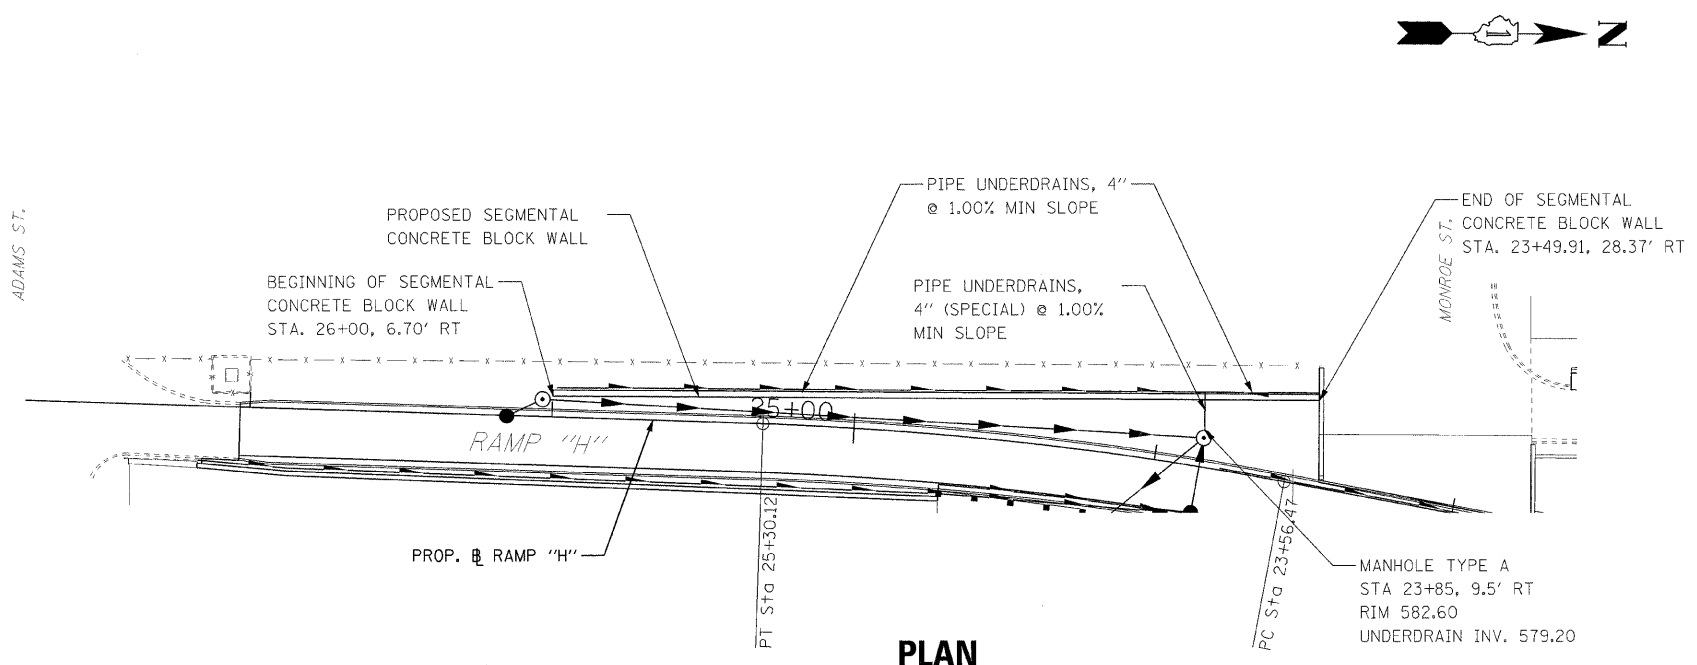 N
PIPE UNDERDRAINS, 4"
@ 1.00% MIN SLOPE
PROPOSED SEGMENTAL
CONCRETE BLOCK WALL
END OF SEGMENTAL
CONCRETE BLOCK WALL
STA. 23+49.91, 28.37' RT
ADAMS ST.
MONROE ST.
BEGINNING OF SEGMENTAL
CONCRETE BLOCK WALL
STA. 26+00, 6.70' RT
PIPE UNDERDRAINS,
4" (SPECIAL) @ 1.00%
MIN SLOPE
25+00
RAMP "H"
PROP. ℄ RAMP "H"
PT Sta 25+30.12
PC Sta 23+56.47
MANHOLE TYPE A
STA 23+85, 9.5' RT
RIM 582.60
UNDERDRAIN INV. 579.20
PLAN